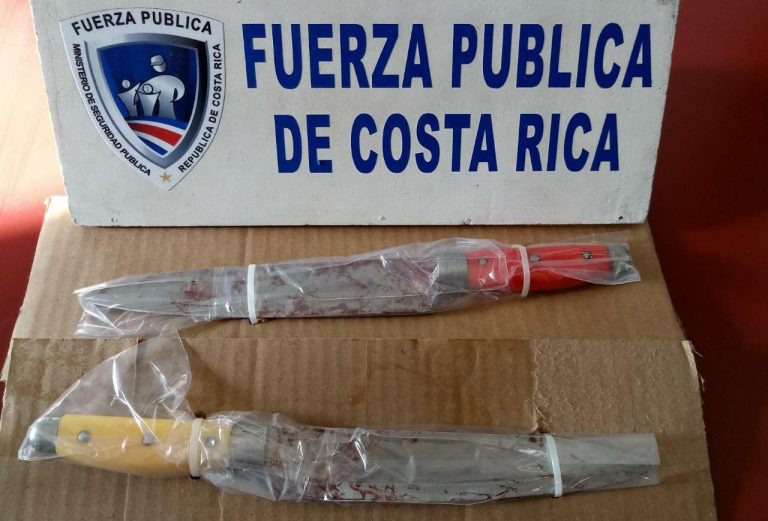 FUERZA PUBLICA
MINISTERIO DE SEGURIDAD PUBLICA
REPUBLICA DE COSTA RICA
FUERZA PUBLICA
DE COSTA RICA